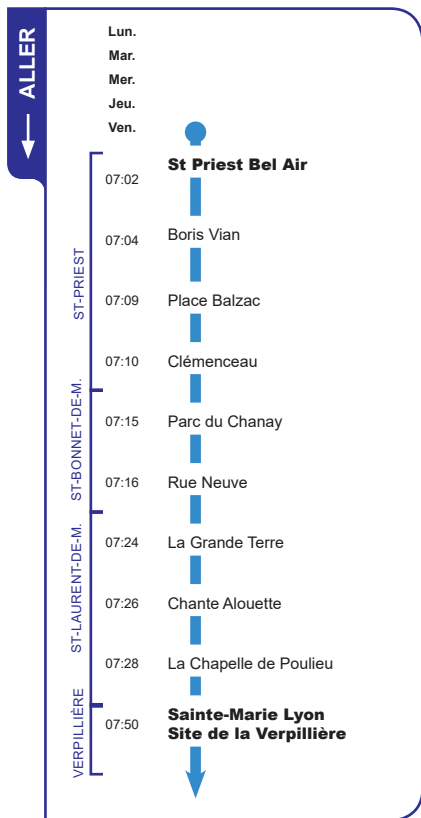 ALLER
Lun.
Mar.
Mer.
Jeu.
Ven.
ST-PRIEST
St Priest Bel Air
07:02
07:04 Boris Vian
07:09 Place Balzac
07:10 Clémenceau
ST-BONNET-DE-M.
07:15 Parc du Chanay
07:16 Rue Neuve
ST-LAURENT-DE-M.
07:24 La Grande Terre
07:26 Chante Alouette
07:28 La Chapelle de Poulieu
VERPILLIÈRE
07:50 Sainte-Marie Lyon
Site de la Verpillière